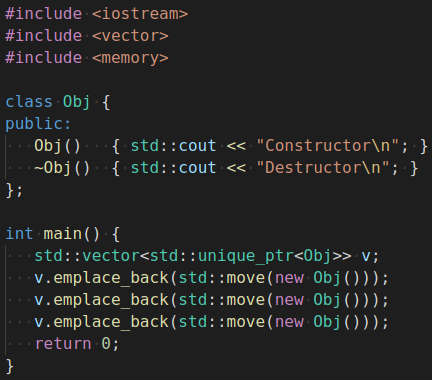 #include <iostream>
#include <vector>
#include <memory>

class Obj {
public:
    Obj()   { std::cout << "Constructor\n"; }
    ~Obj()  { std::cout << "Destructor\n"; }
};

int main() {
    std::vector<std::unique_ptr<Obj>> v;
    v.emplace_back(std::move(new Obj()));
    v.emplace_back(std::move(new Obj()));
    v.emplace_back(std::move(new Obj()));
    return 0;
}